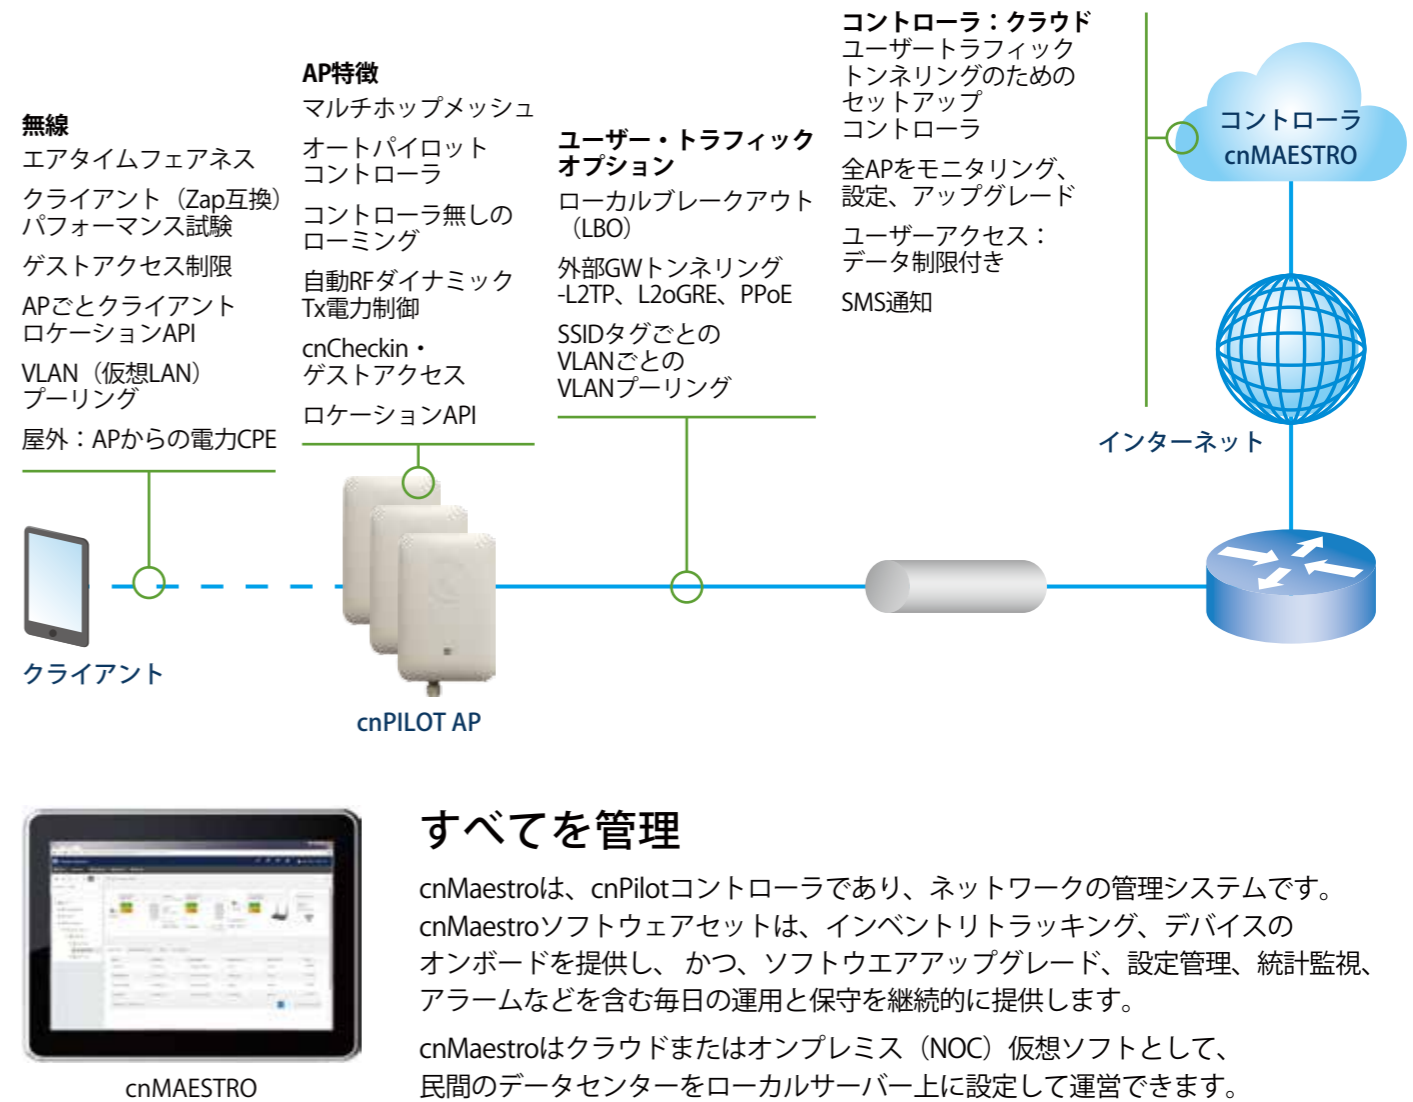 無線
エアタイムフェアネス
クライアント（Zap互換）
パフォーマンス試験
ゲストアクセス制限
APごとクライアント
ロケーションAPI
VLAN（仮想LAN）
プーリング
屋外：APからの電力CPE
AP特徴
マルチホップメッシュ
オートパイロット
コントローラ
コントローラ無しの
ローミング
自動RFダイナミック
Tx電力制御
cnCheckin・
ゲストアクセス
ロケーションAPI
ユーザー・トラフィック
オプション
ローカルブレークアウト
（LBO）
外部GWトンネリング
-L2TP、L2oGRE、PPoE
SSIDタグごとの
VLANごとの
VLANプーリング
コントローラ：クラウド
ユーザートラフィック
トンネリングのための
セットアップ
コントローラ
全APをモニタリング、
設定、アップグレード
ユーザーアクセス：
データ制限付き
SMS通知
コントローラ
cnMAESTRO
インターネット
クライアント
cnPILOT AP
cnMAESTRO
すべてを管理
cnMaestroは、cnPilotコントローラであり、ネットワークの管理システムです。
cnMaestroソフトウェアセットは、インベントリトラッキング、デバイスの
オンボードを提供し、 かつ、ソフトウエアアップグレード、設定管理、統計監視、
アラームなどを含む毎日の運用と保守を継続的に提供します。
cnMaestroはクラウドまたはオンプレミス（NOC）仮想ソフトとして、
民間のデータセンターをローカルサーバー上に設定して運営できます。